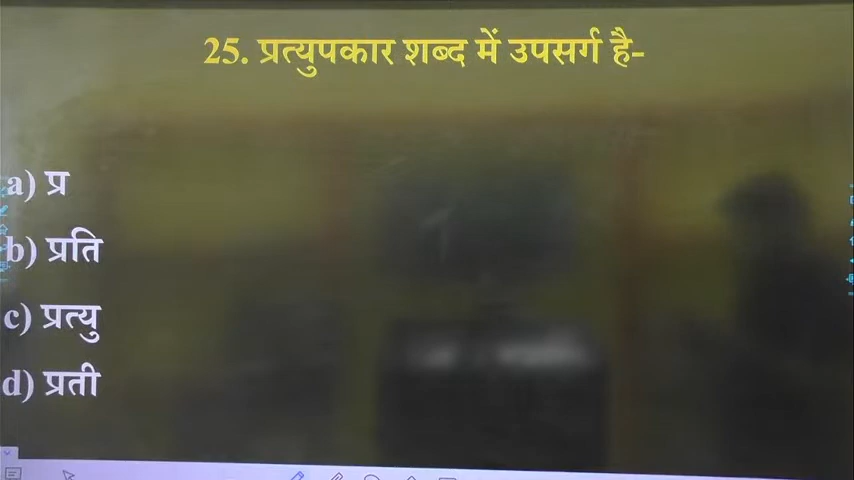 25. प्रत्युपकार शब्द में उपसर्ग है-
a) प्र
b) प्रति
c) प्रत्यु
d) प्रती